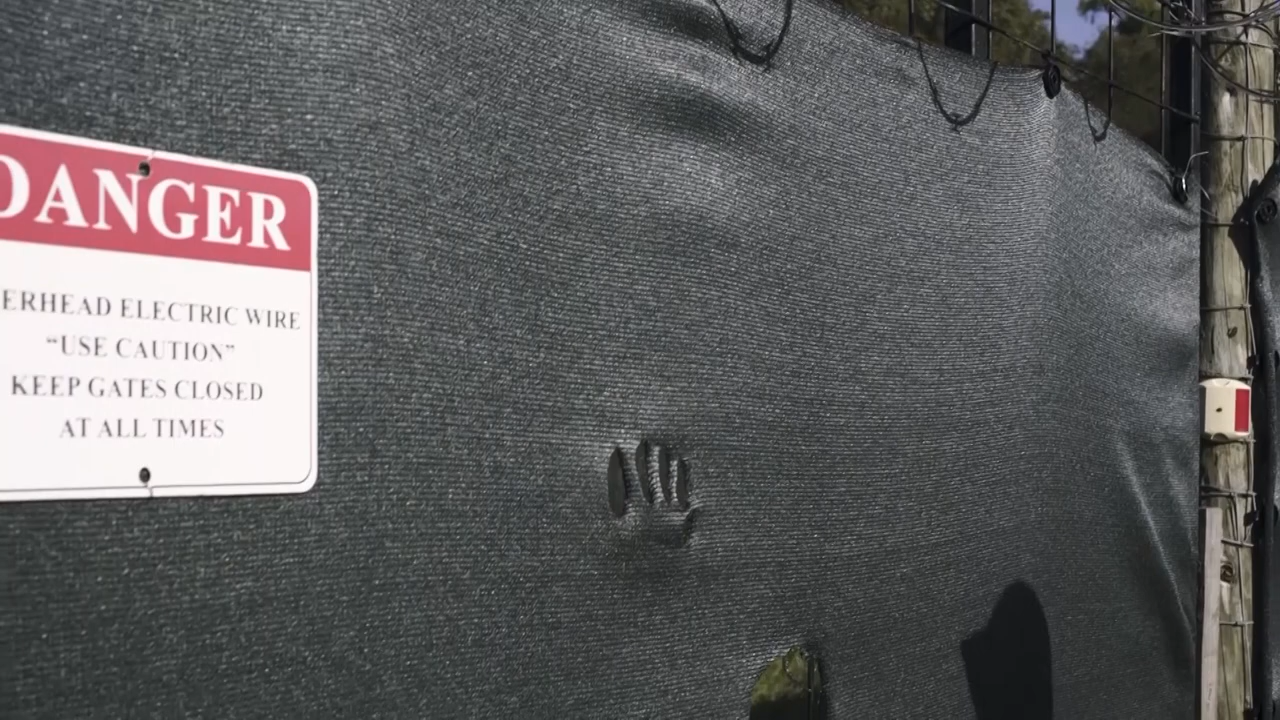 DANGER
ERHEAD ELECTRIC WIRE
“USE CAUTION”
KEEP GATES CLOSED
AT ALL TIMES